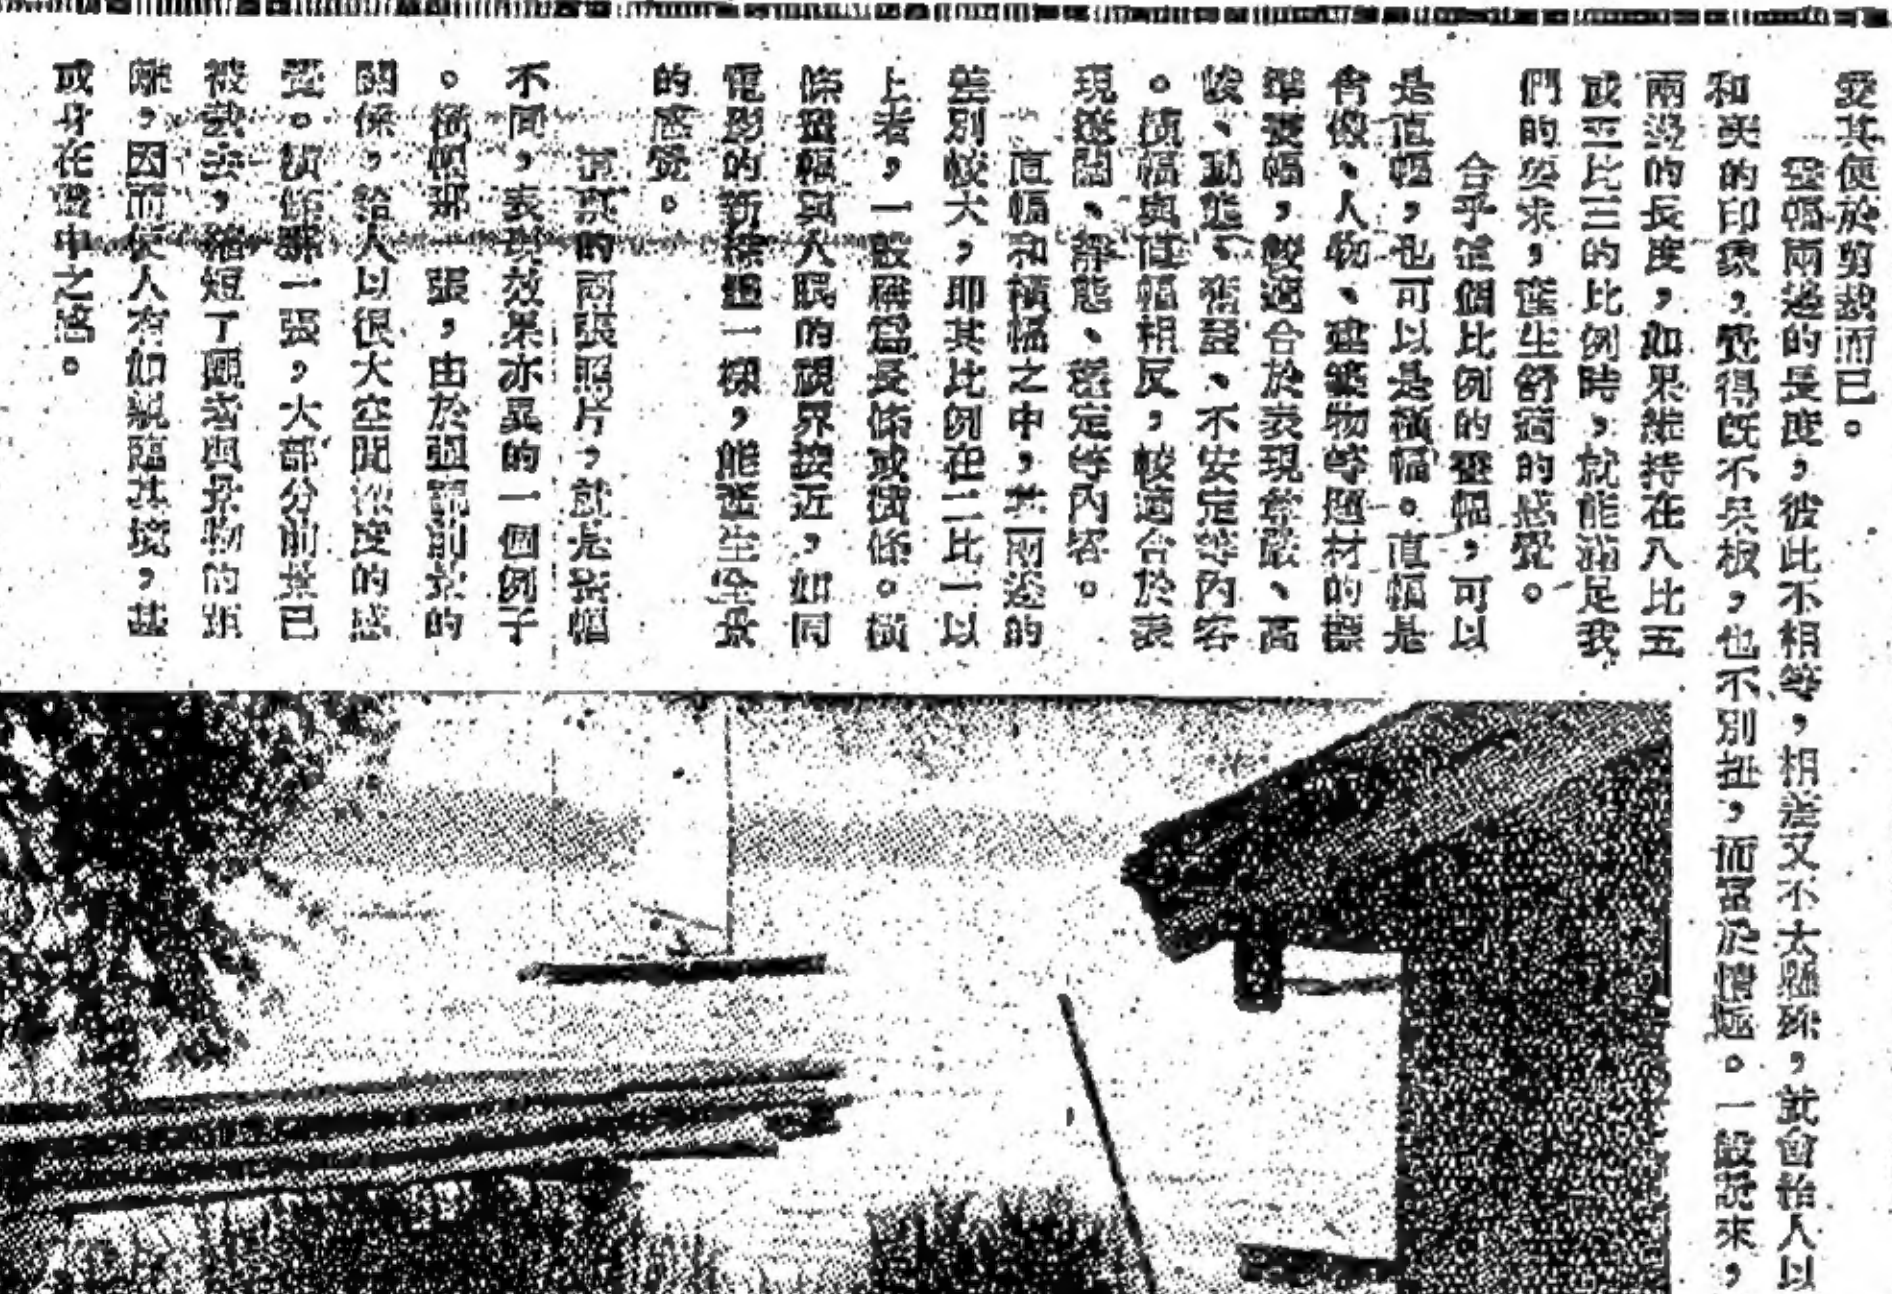 愛其便於剪裁而已。
畫幅兩邊的長度，彼此不相等，相差又不太懸殊，就會給人以
和美的印象，覺得既不呆板，也不別扭，而富於情趣。一般說來，
兩邊的長度，如果維持在八比五
或五比三的比例時，就能滿足我
們的要求，產生舒適的感覺。
合乎這個比例的畫幅，可以
是直幅，也可以是橫幅。直幅是
肖像、人物、建築物等題材的標
準畫幅，較適合於表現莊嚴、高
峻、動態、不安定等內容
。橫幅與直幅相反，較適合於表
現遼闊、靜態、穩定等內容。
直幅和橫幅之中，其兩邊的
差別較大，即其比例在二比一以
上者，一般稱爲長條或橫條。橫
條畫幅與人眼的視界接近，如同
電影的新綜藝一樣，能產生全景
的感覺。
這頁的兩張照片，就是畫幅
不同，表現效果亦異的一個例子
。橫幅那一張，由於強調前景的
關係，給人以很大空間深度的感
覺。橫條那一張，大部分前景已
被裁去，縮短了觀者與景物的距
離，因而使人有如親臨其境，甚
或身在畫中之感。